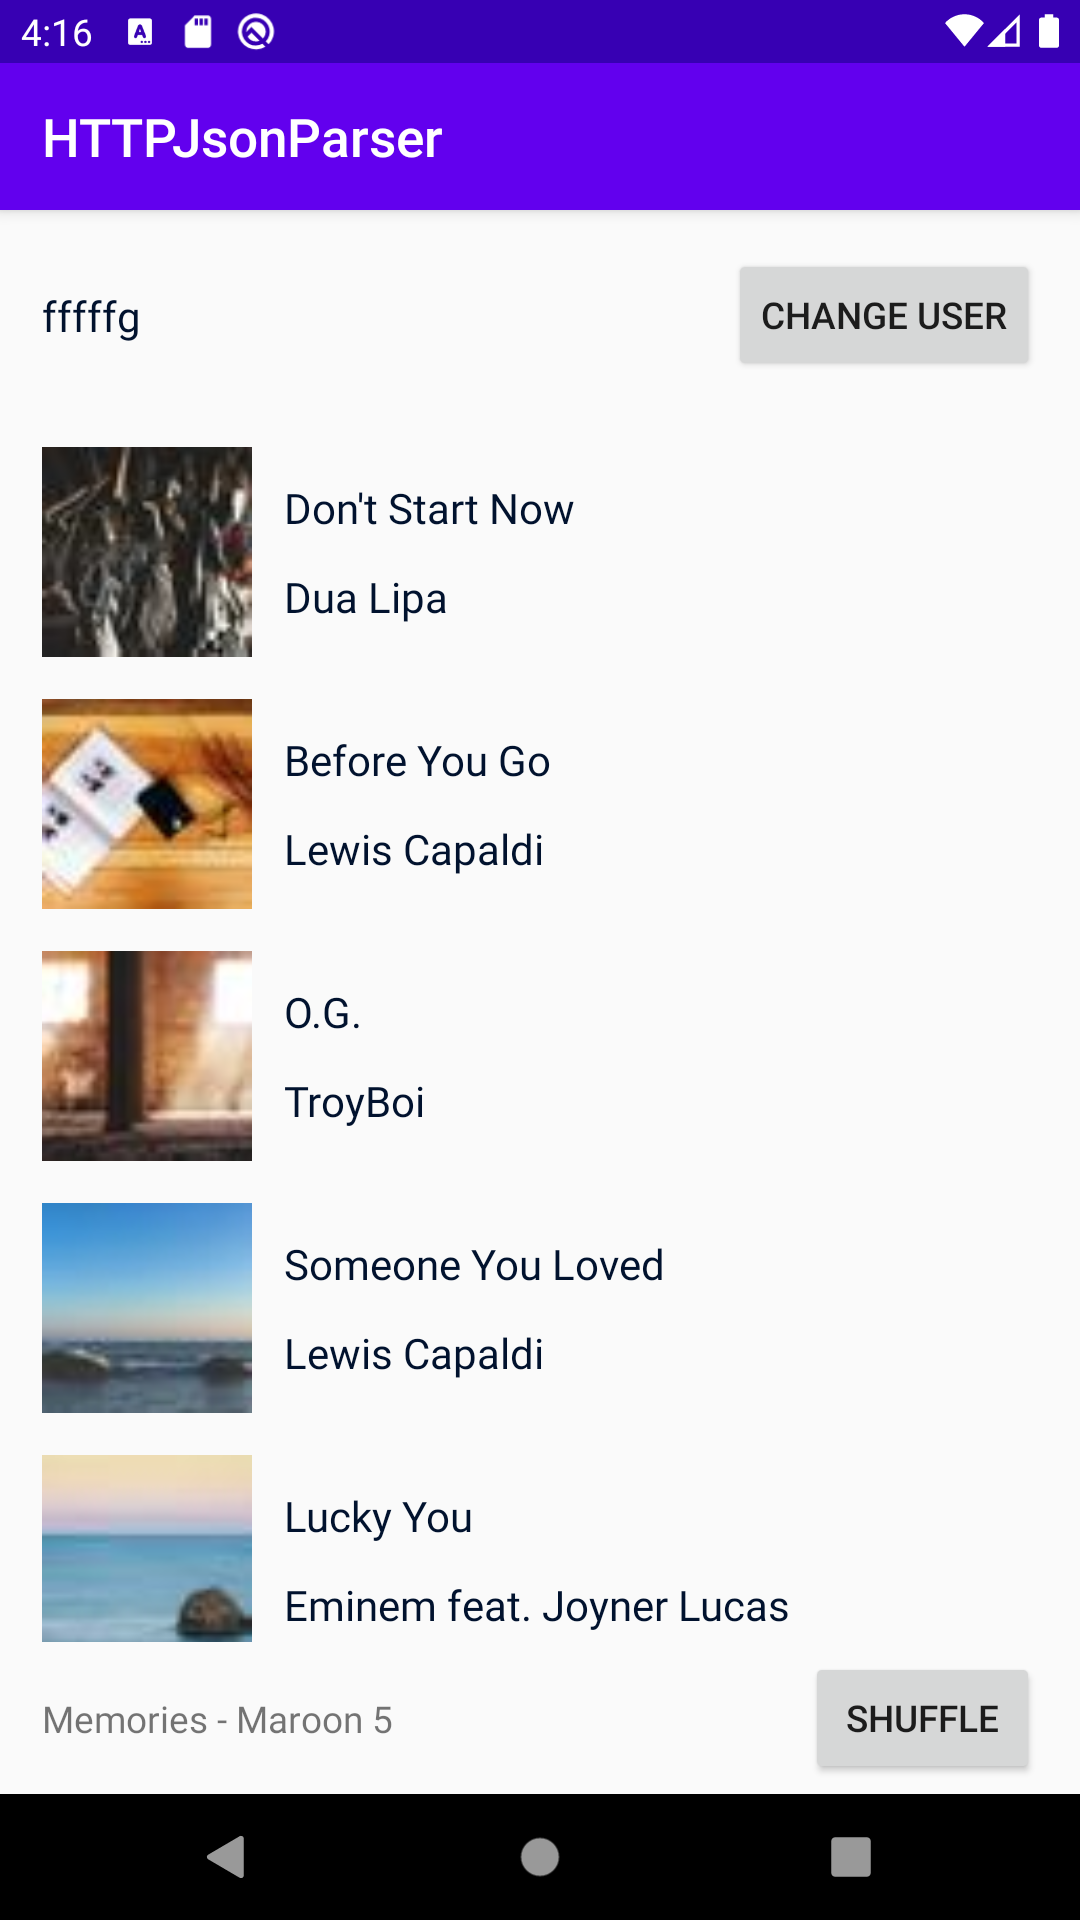 4:16
HTTPJsonParser
fffffg
CHANGE USER
Don't Start Now
Dua Lipa
Before You Go
Lewis Capaldi
O.G.
TroyBoi
Someone You Loved
Lewis Capaldi
Lucky You
Eminem feat. Joyner Lucas
Memories - Maroon 5
SHUFFLE